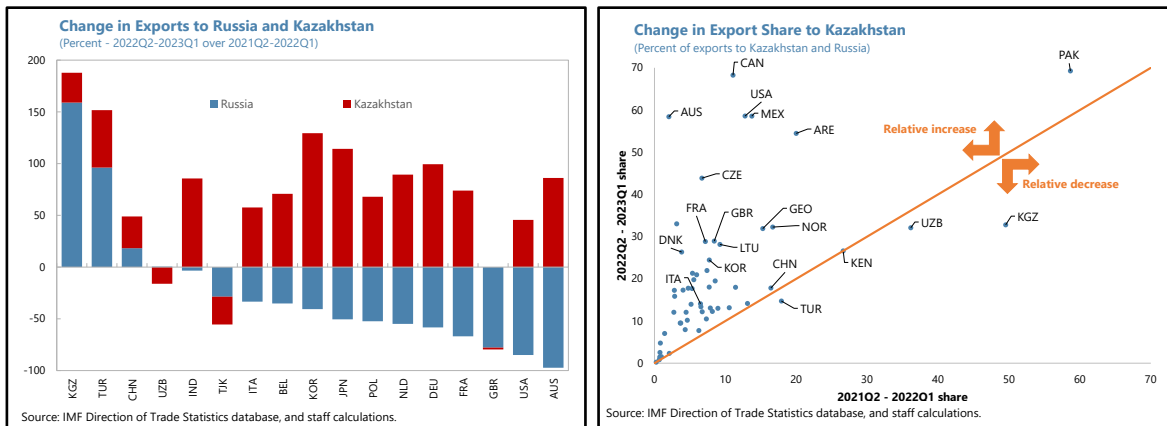 Change in Exports to Russia and Kazakhstan
(Percent - 2022Q2-2023Q1 over 2021Q2-2022Q1)
200
150
100
50
0
-50
-100
Russia
Kazakhstan
KGZ
TUR
CHN
UZB
IND
TJK
ITA
BEL
KOR
JPN
POL
NLD
DEU
FRA
GBR
USA
AUS
Source: IMF Direction of Trade Statistics database, and staff calculations.
Change in Export Share to Kazakhstan
(Percent of exports to Kazakhstan and Russia)
2022Q2 - 2023Q1 share
70
60
50
40
30
20
10
0
CAN
PAK
AUS
USA
MEX
ARE
Relative increase
CZE
Relative decrease
FRA
GBR
GEO
NOR
UZB
KGZ
DNK
LTU
KOR
CHN
KEN
ITA
TUR
0
10
20
30
40
50
60
70
2021Q2 - 2022Q1 share
Source: IMF Direction of Trade Statistics database, and staff calculations.